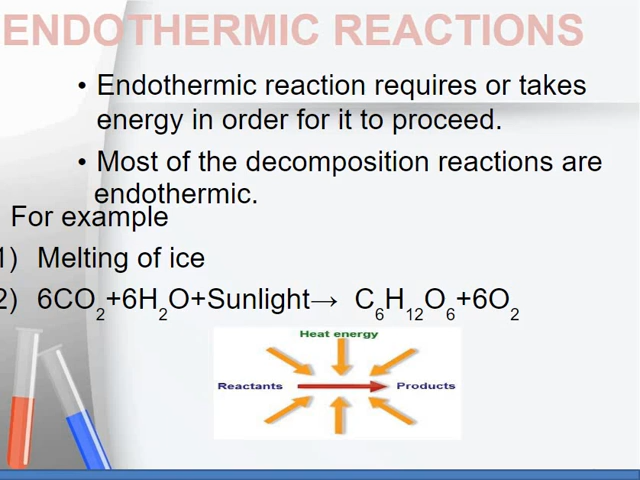 ENDOTHERMIC REACTIONS
• Endothermic reaction requires or takes
energy in order for it to proceed.
• Most of the decomposition reactions are
endothermic.
For example
1) Melting of ice
2) 6CO₂+6H₂O+Sunlight→ C₆H₁₂O₆+6O₂
Heat energy
Reactants Products